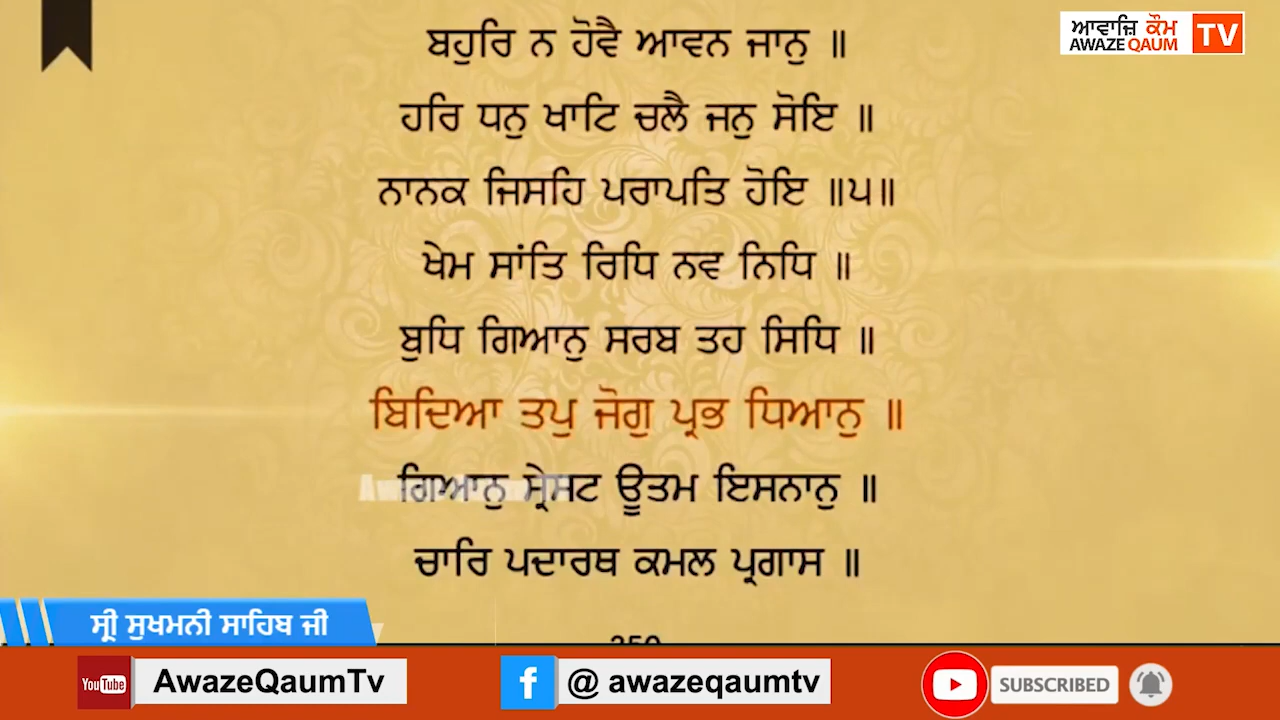 ਆਵਾਜ਼ਿ ਕੌਮ
AWAZE QAUM TV
ਬਹੁਰਿ ਨ ਹੋਵੈ ਆਵਨ ਜਾਨੁ ॥
ਹਰਿ ਧਨੁ ਖਾਟਿ ਚਲੈ ਜਨੁ ਸੋਇ ॥
ਨਾਨਕ ਜਿਸਹਿ ਪਰਾਪਤਿ ਹੋਇ ॥੫॥
ਖੇਮ ਸਾਂਤਿ ਰਿਧਿ ਨਵ ਨਿਧਿ ॥
ਬੁਧਿ ਗਿਆਨੁ ਸਰਬ ਤਹ ਸਿਧਿ ॥
ਬਿਦਿਆ ਤਪੁ ਜੋਗੁ ਪ੍ਰਭ ਧਿਆਨੁ ॥
ਗਿਆਨੁ ਸ੍ਰੇਸਟ ਊਤਮ ਇਸਨਾਨੁ ॥
ਚਾਰਿ ਪਦਾਰਥ ਕਮਲ ਪ੍ਰਗਾਸ ॥
ਸ੍ਰੀ ਸੁਖਮਨੀ ਸਾਹਿਬ ਜੀ
YouTube AwazeQaumTv
f @ awazeqaumtv
SUBSCRIBED